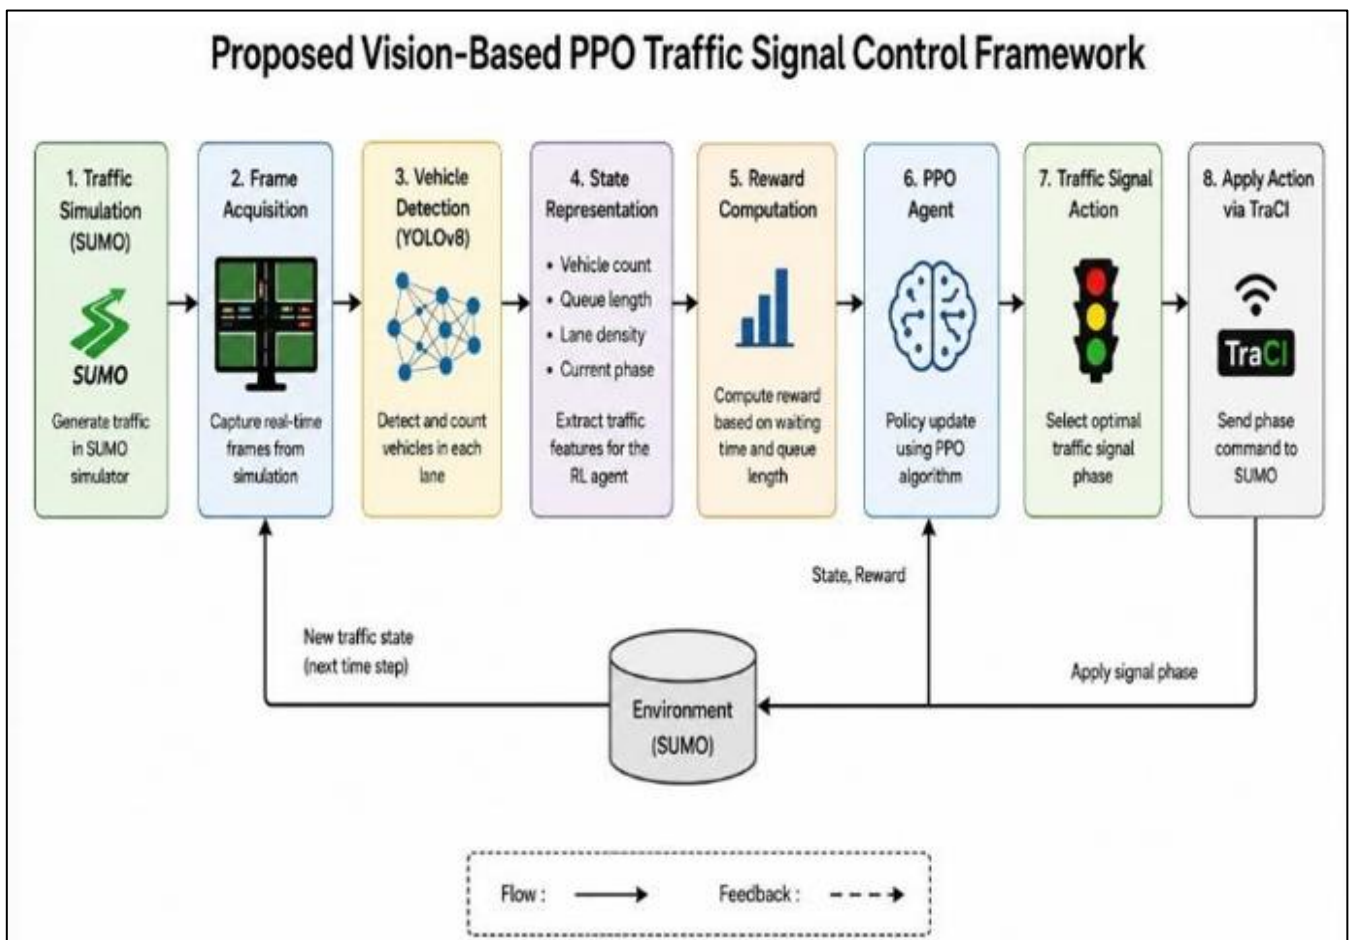 Proposed Vision-Based PPO Traffic Signal Control Framework
1. Traffic
Simulation
(SUMO)
SUMO
Generate traffic
in SUMO
simulator
2. Frame
Acquisition
Capture real-time
frames from
simulation
3. Vehicle
Detection
(YOLOv8)
Detect and count
vehicles in each
lane
4. State
Representation
• Vehicle count
• Queue length
• Lane density
• Current phase
Extract traffic
features for the
RL agent
5. Reward
Computation
Compute reward
based on waiting
time and queue
length
6. PPO
Agent
Policy update
using PPO
algorithm
7. Traffic Signal
Action
Select optimal
traffic signal
phase
8. Apply Action
via TraCI
TraCI
Send phase
command to
SUMO
State, Reward
New traffic state
(next time step)
Apply signal phase
Environment
(SUMO)
Flow :
Feedback :